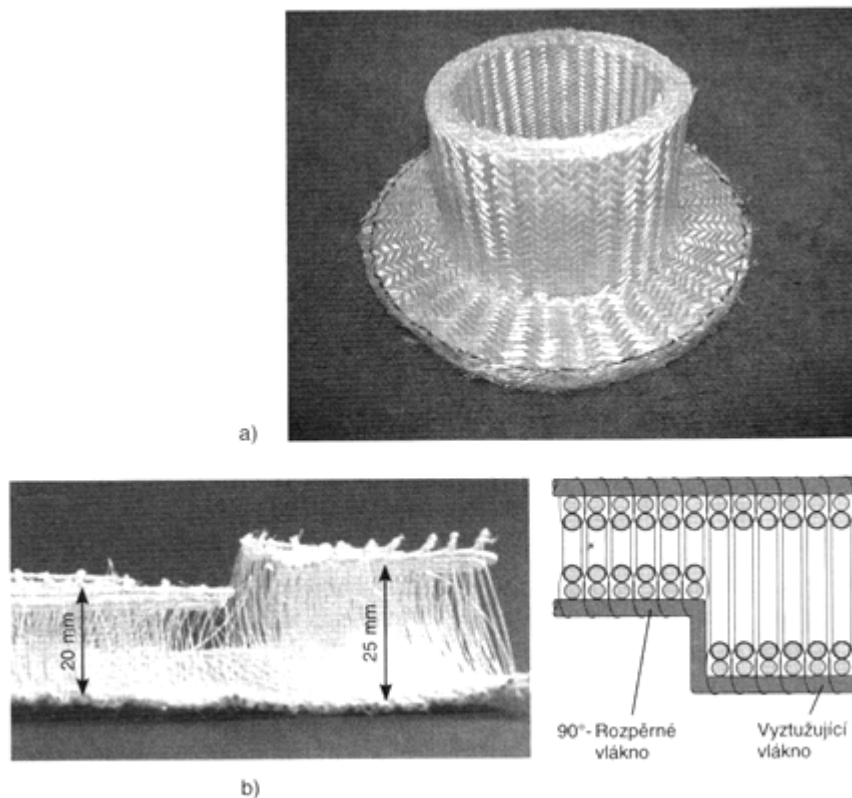 a)
20 mm
25 mm
90°- Rozpěrné
vlákno
Vyztužující
vlákno
b)